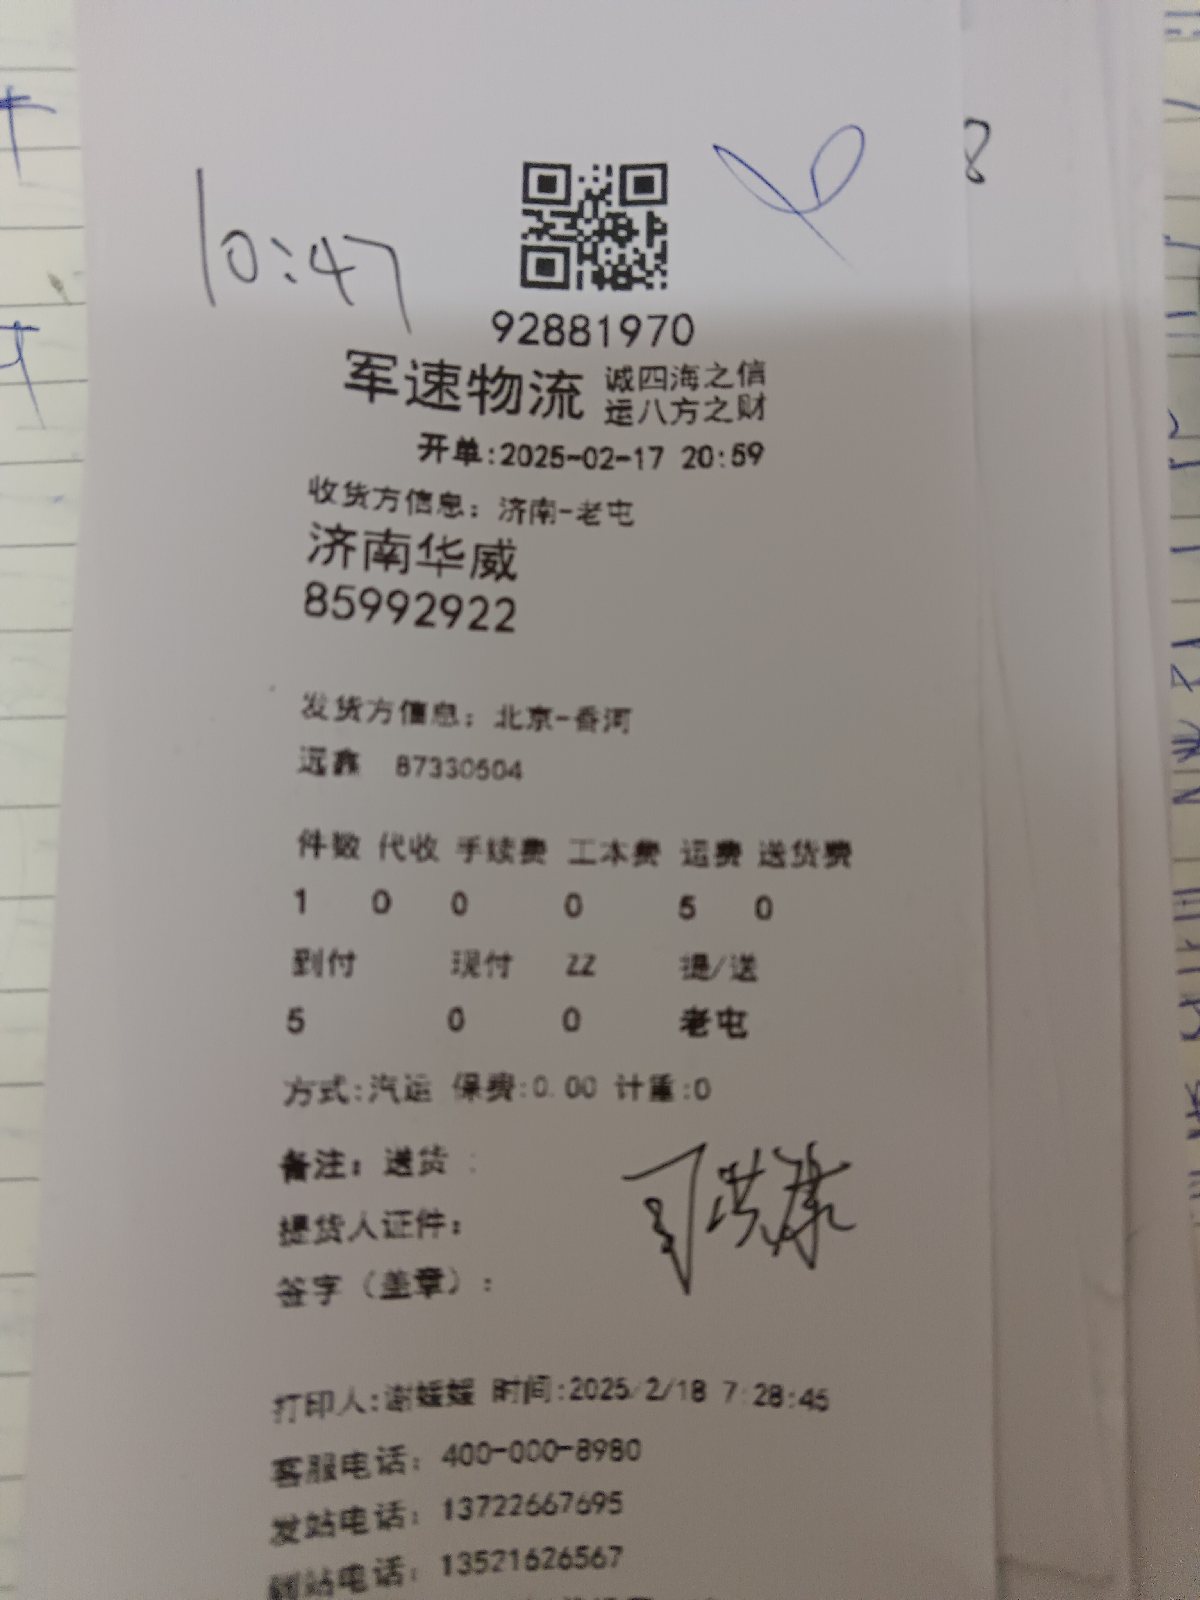 10:47
8
92881970
军速物流 诚四海之信
运八方之财
开单:2025-02-17 20:59
收货方信息: 济南-老屯
济南华威
85992922
发货方信息: 北京-香河
远鑫 87330504
件数 代收 手续费 工本费 运费 送货费
1 0 0 0 5 0
到付 现付 ZZ 提/送
5 0 0 老屯
方式:汽运 保费:0.00 计重:0
备注: 送货 :
提货人证件:
签字(盖章):
打印人:谢媛媛 时间:2025/2/18 7:28:45
客服电话: 400-000-8980
发站电话: 13722667695
到站电话: 13521626567